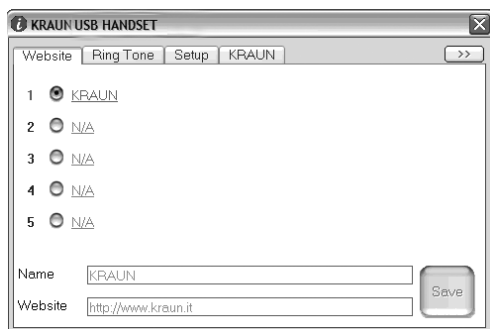 KRAUN USB HANDSET
Website Ring Tone Setup KRAUN >>
1 KRAUN
2 N/A
3 N/A
4 N/A
5 N/A
Name KRAUN
Save
Website http://www.kraun.it